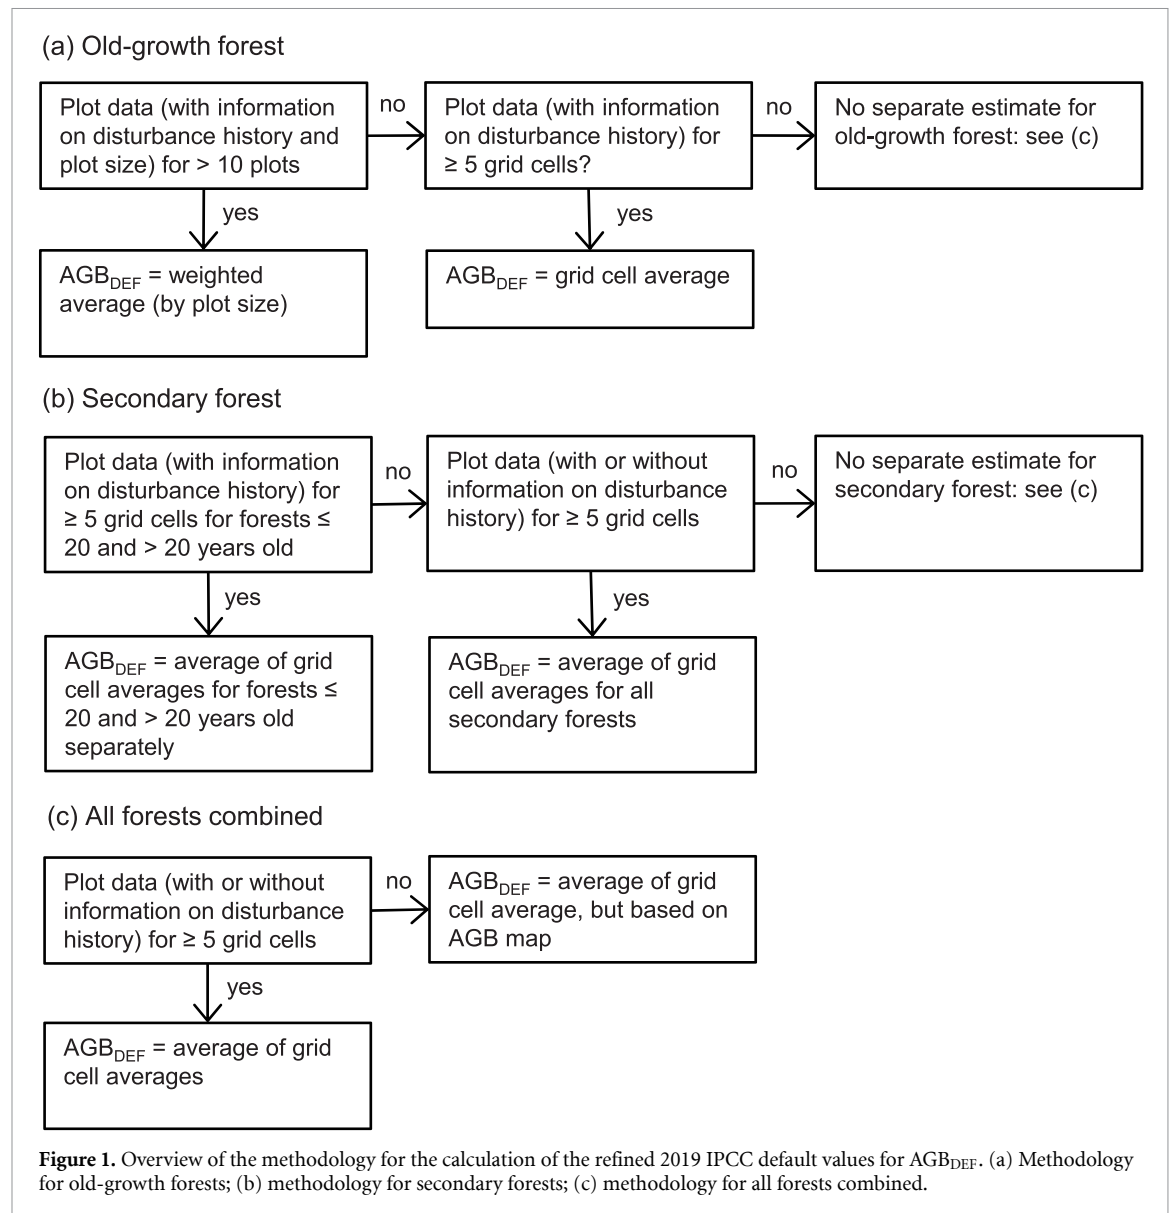 (a) Old-growth forest
Plot data (with information
on disturbance history and
plot size) for > 10 plots
no
Plot data (with information
on disturbance history) for
≥ 5 grid cells?
no
No separate estimate for
old-growth forest: see (c)
yes
yes
AGBDEF = weighted
average (by plot size)
AGBDEF = grid cell average
(b) Secondary forest
Plot data (with information
on disturbance history) for
≥ 5 grid cells for forests ≤
20 and > 20 years old
no
Plot data (with or without
information on disturbance
history) for ≥ 5 grid cells
no
No separate estimate for
secondary forest: see (c)
yes
yes
AGBDEF = average of grid
cell averages for forests ≤
20 and > 20 years old
separately
AGBDEF = average of grid
cell averages for all
secondary forests
(c) All forests combined
Plot data (with or without
information on disturbance
history) for ≥ 5 grid cells
no
AGBDEF = average of grid
cell average, but based on
AGB map
yes
AGBDEF = average of grid
cell averages
Figure 1. Overview of the methodology for the calculation of the refined 2019 IPCC default values for AGBDEF. (a) Methodology
for old-growth forests; (b) methodology for secondary forests; (c) methodology for all forests combined.